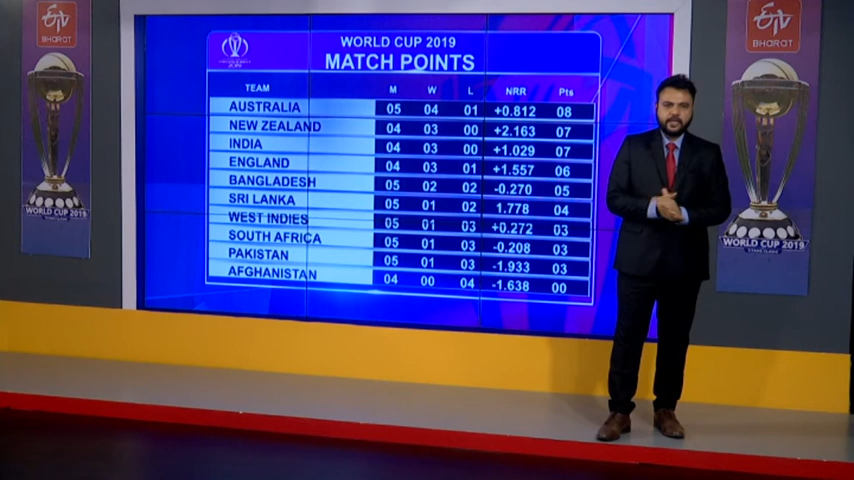 WORLD CUP 2019
MATCH POINTS
TEAM M W L NRR Pts
AUSTRALIA 05 04 01 +0.812 08
NEW ZEALAND 04 03 00 +2.163 07
INDIA 04 03 00 +1.029 07
ENGLAND 04 03 01 +1.557 06
BANGLADESH 05 02 02 -0.270 05
SRI LANKA 05 01 02 1.778 04
WEST INDIES 05 01 03 +0.272 03
SOUTH AFRICA 05 01 03 -0.208 03
PAKISTAN 05 01 03 -1.933 03
AFGHANISTAN 04 00 04 -1.638 00
BHARAT
WORLD CUP 2019
BHARAT
WORLD CUP 2019